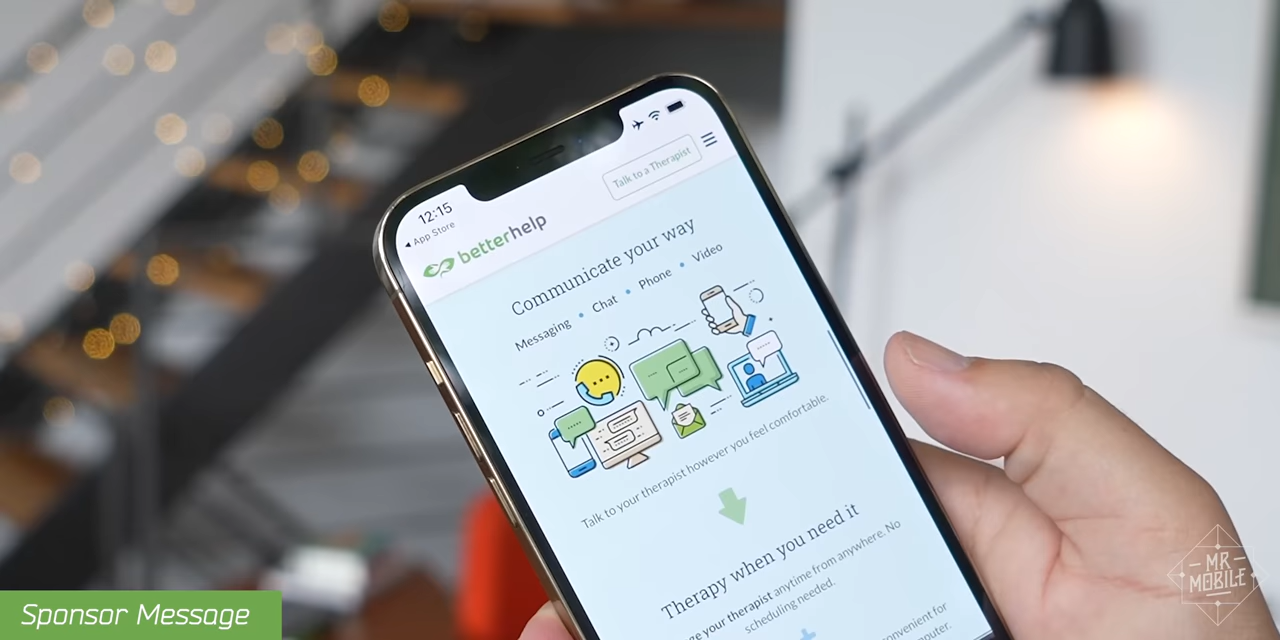 12:15
App Store
betterhelp
Talk to a Therapist
Communicate your way
Messaging • Chat • Phone • Video
Talk to your therapist however you feel comfortable.
Therapy when you need it
your therapist anytime from anywhere. No
scheduling needed.
for
Sponsor Message
MR
MOBILE